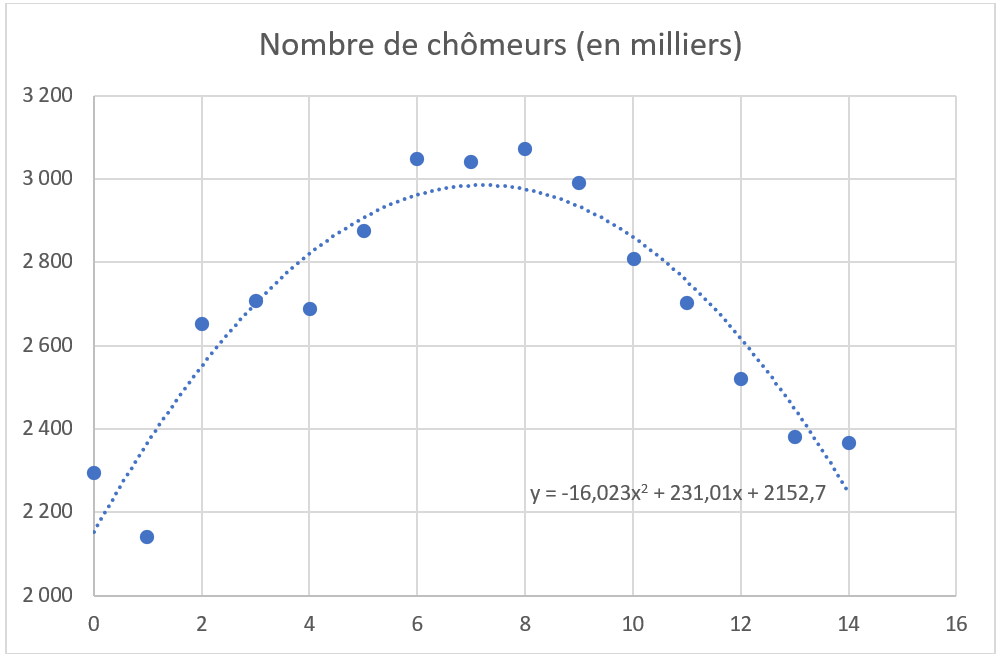 Nombre de chômeurs (en milliers)
3 200
3 000
2 800
2 600
2 400
2 200
2 000
y = -16,023x² + 231,01x + 2152,7
0 2 4 6 8 10 12 14 16